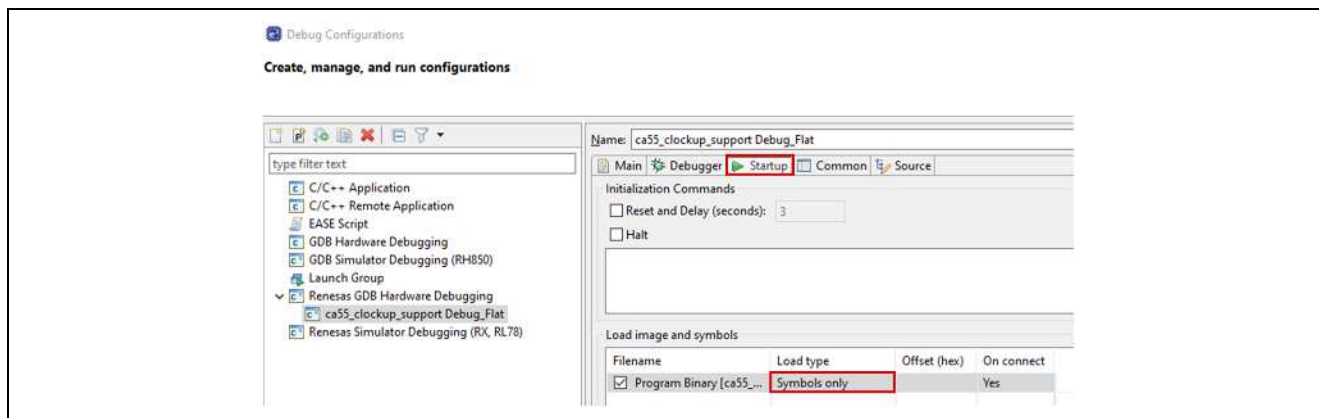 Debug Configurations
Create, manage, and run configurations
type filter text
C/C++ Application
C/C++ Remote Application
EASE Script
GDB Hardware Debugging
GDB Simulator Debugging (RH850)
Launch Group
Renesas GDB Hardware Debugging
ca55_clockup_support Debug_Flat
Renesas Simulator Debugging (RX, RL78)
Name: ca55_clockup_support Debug_Flat
Main Debugger Startup Common Source
Initialization Commands
Reset and Delay (seconds): 3
Halt
Load image and symbols
Filename Load type Offset (hex) On connect
Program Binary [ca55_... Symbols only Yes